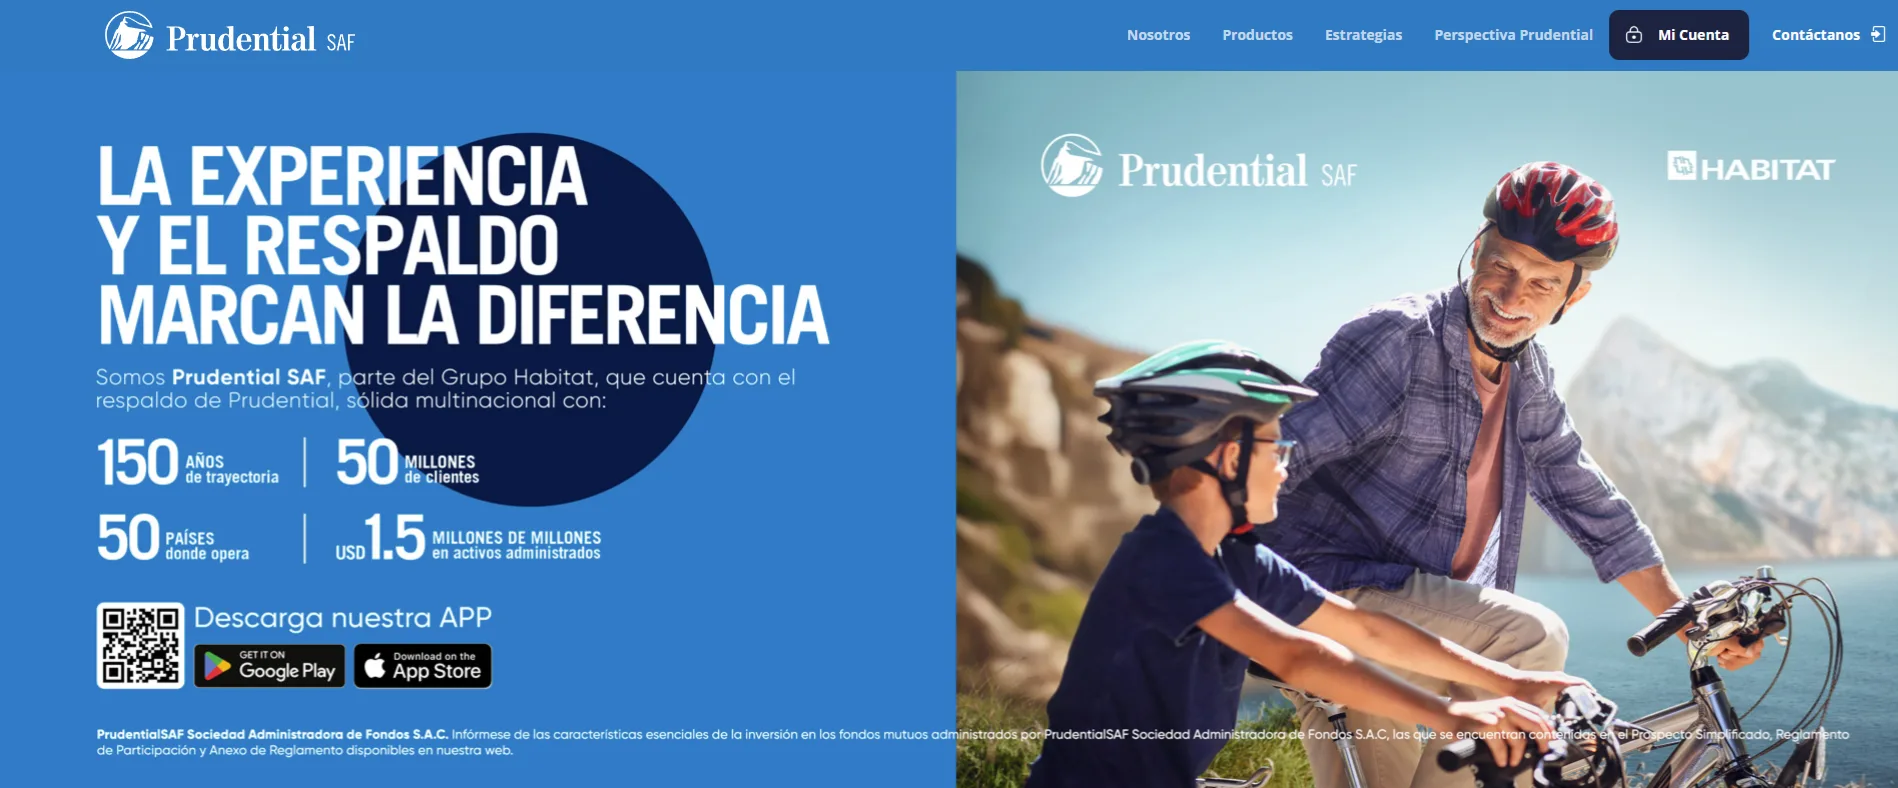 Prudential SAF
Nosotros
Productos
Estrategias
Perspectiva Prudential
Mi Cuenta
Contáctanos
LA EXPERIENCIA
Y EL RESPALDO
MARCAN LA DIFERENCIA
Somos Prudential SAF, parte del Grupo Habitat, que cuenta con el
respaldo de Prudential, sólida multinacional con:
150 AÑOS
de trayectoria
50 MILLONES
de clientes
50 PAÍSES
donde opera
USD 1.5 MILLONES DE MILLONES
en activos administrados
Descarga nuestra APP
GET IT ON
Google Play
Download on the
App Store
Prudential SAF
HABITAT
PrudentialSAF Sociedad Administradora de Fondos S.A.C. Infórmese de las características esenciales de la inversión en los fondos mutuos administrados por PrudentialSAF Sociedad Administradora de Fondos S.A.C, las que se encuentran contenidas en el Prospecto Simplificado, Reglamento
de Participación y Anexo de Reglamento disponibles en nuestra web.